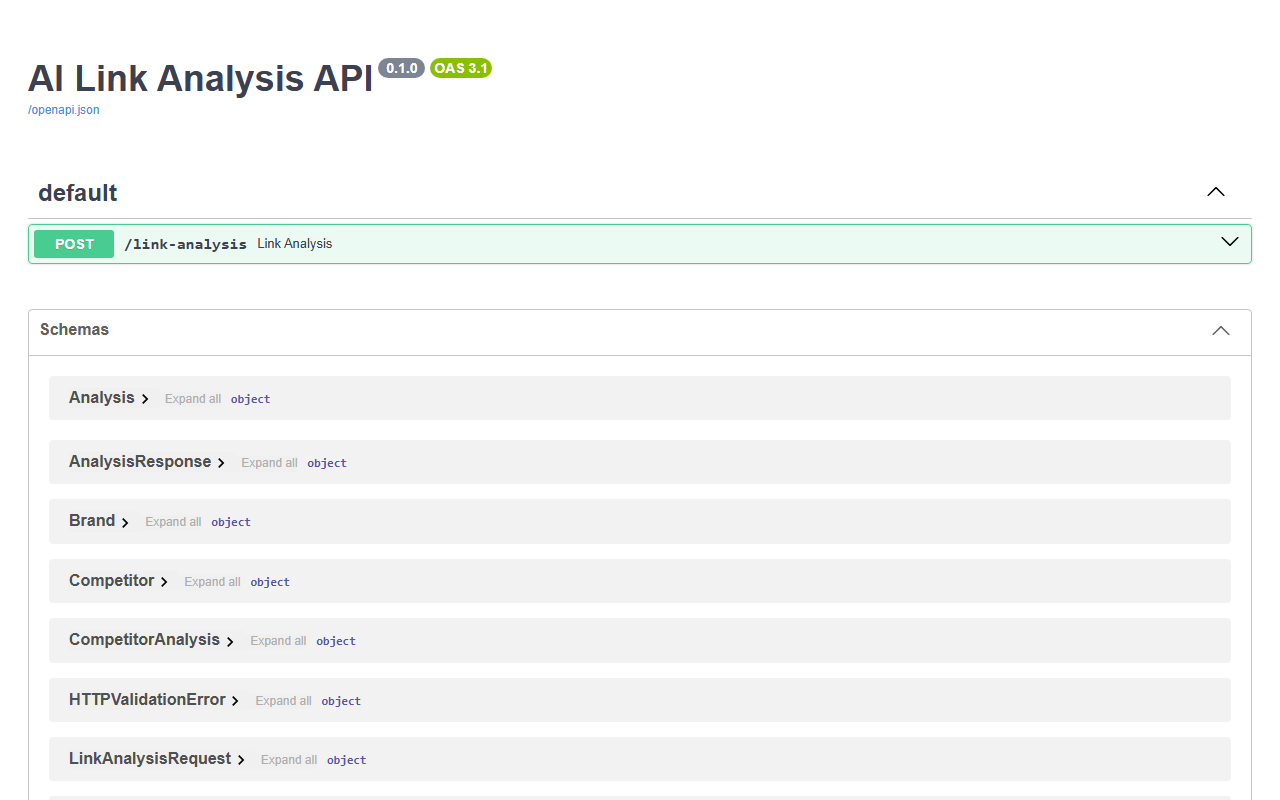 AI Link Analysis API 0.1.0 OAS 3.1
/openapi.json
default
POST /link-analysis Link Analysis
Schemas
Analysis Expand all object
AnalysisResponse Expand all object
Brand Expand all object
Competitor Expand all object
CompetitorAnalysis Expand all object
HTTPValidationError Expand all object
LinkAnalysisRequest Expand all object